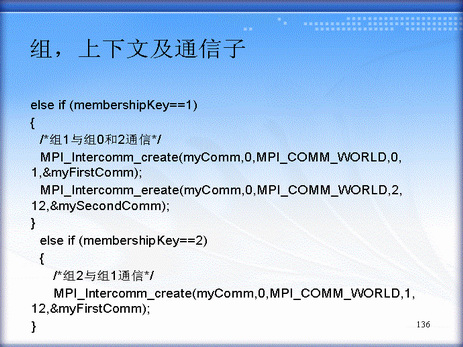 组，上下文及通信子
else if (membershipKey==1)
{
/*组1与组0和2通信*/
MPI_Intercomm_create(myComm,0,MPI_COMM_WORLD,0,
1,&myFirstComm);
MPI_Intercomm_ereate(myComm,0,MPI_COMM_WORLD,2,
12,&mySecondComm);
}
else if (membershipKey==2)
{
/*组2与组1通信*/
MPI_Intercomm_create(myComm,0,MPI_COMM_WORLD,1,
12,&myFirstComm);
}
136